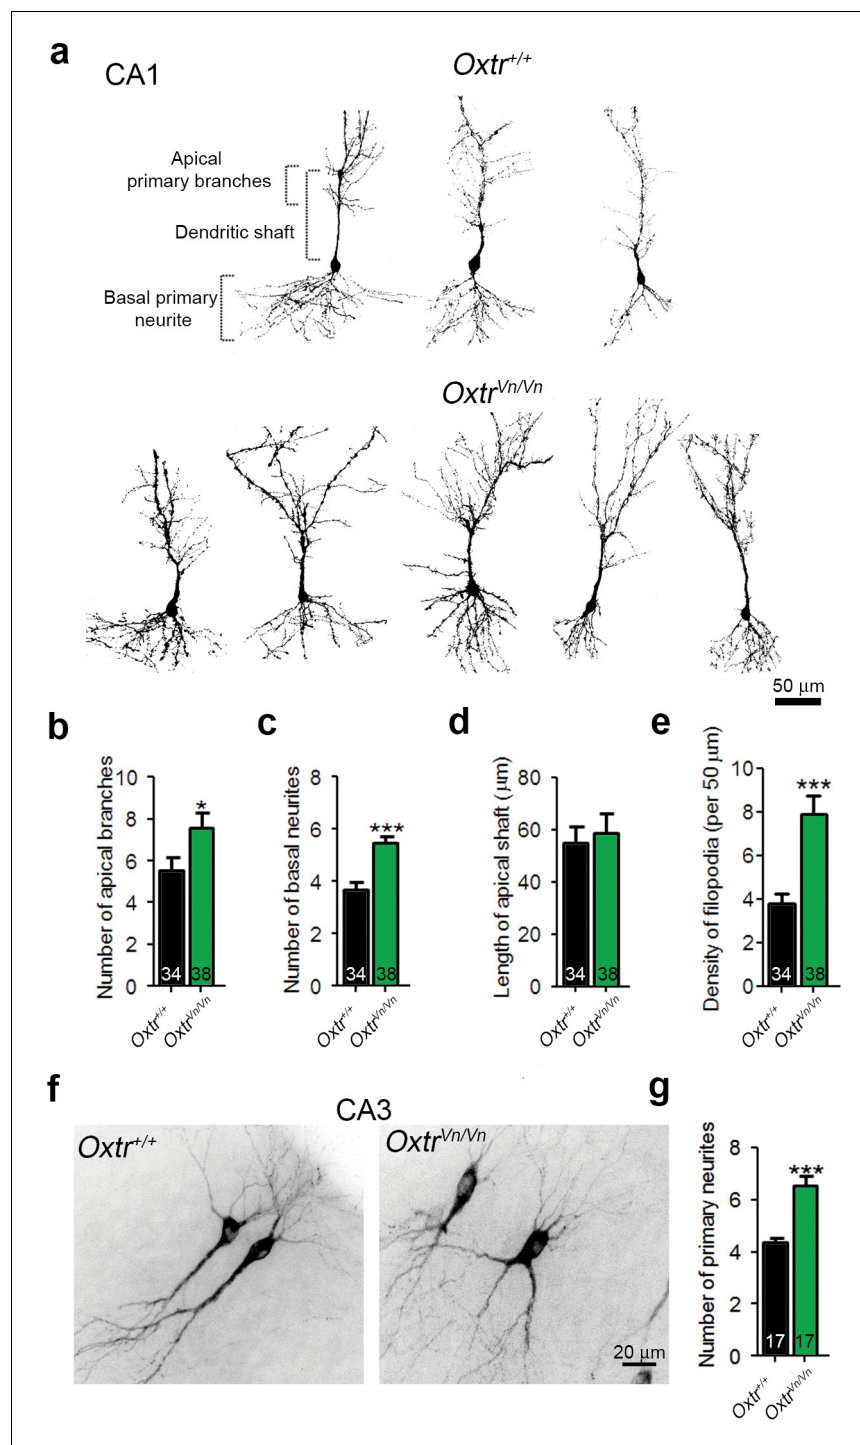 a
CA1
Oxtr+/+
Apical
primary branches
Dendritic shaft
Basal primary
neurite
OxtrVn/Vn
50 μm
b
Number of apical branches
10
8
6
4
2
0
*
34
38
Oxtr+/+
OxtrVn/Vn
c
Number of basal neurites
8
6
4
2
0
***
34
38
Oxtr+/+
OxtrVn/Vn
d
Length of apical shaft (μm)
80
60
40
20
0
34
38
Oxtr+/+
OxtrVn/Vn
e
Density of filopodia (per 50 μm)
10
8
6
4
2
0
***
34
38
Oxtr+/+
OxtrVn/Vn
f
CA3
Oxtr+/+
OxtrVn/Vn
20 μm
g
Number of primary neurites
8
6
4
2
0
***
17
17
Oxtr+/+
OxtrVn/Vn